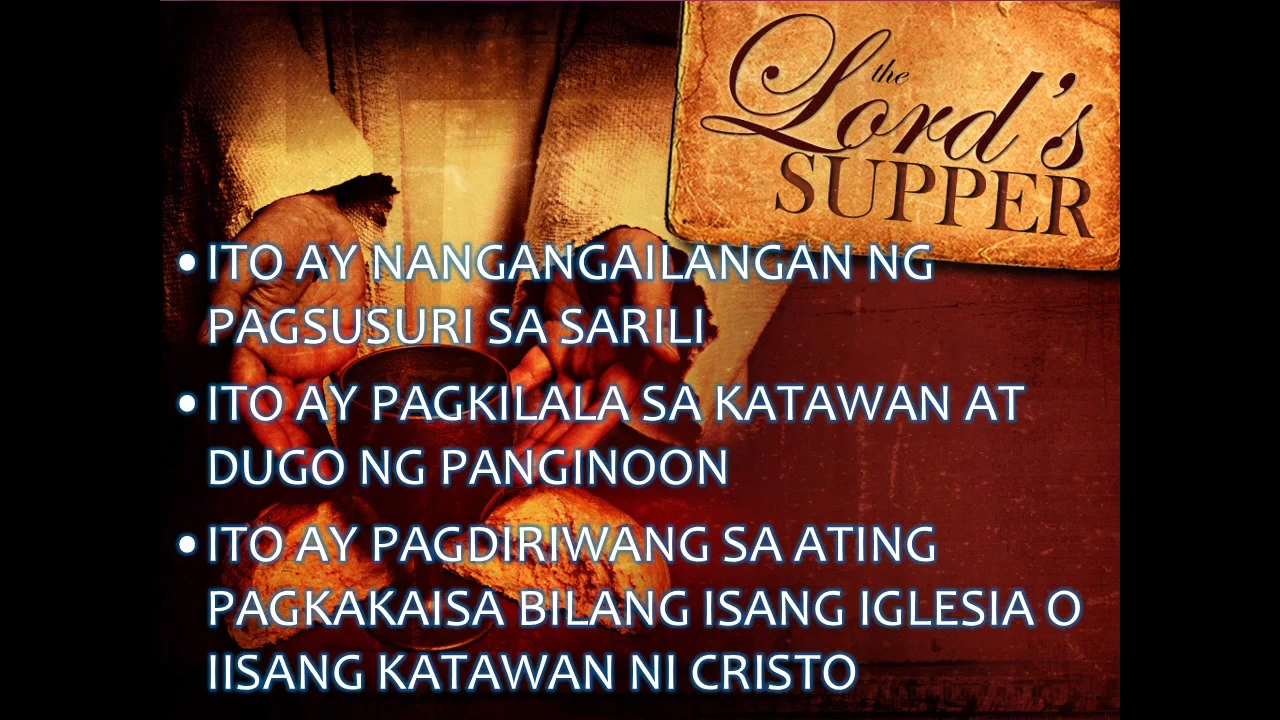 the
Lord's
SUPPER
• ITO AY NANGANGAILANGAN NG
PAGSUSURI SA SARILI
• ITO AY PAGKILALA SA KATAWAN AT
DUGO NG PANGINOON
• ITO AY PAGDIRIWANG SA ATING
PAGKAKAISA BILANG ISANG IGLESIA O
IISANG KATAWAN NI CRISTO